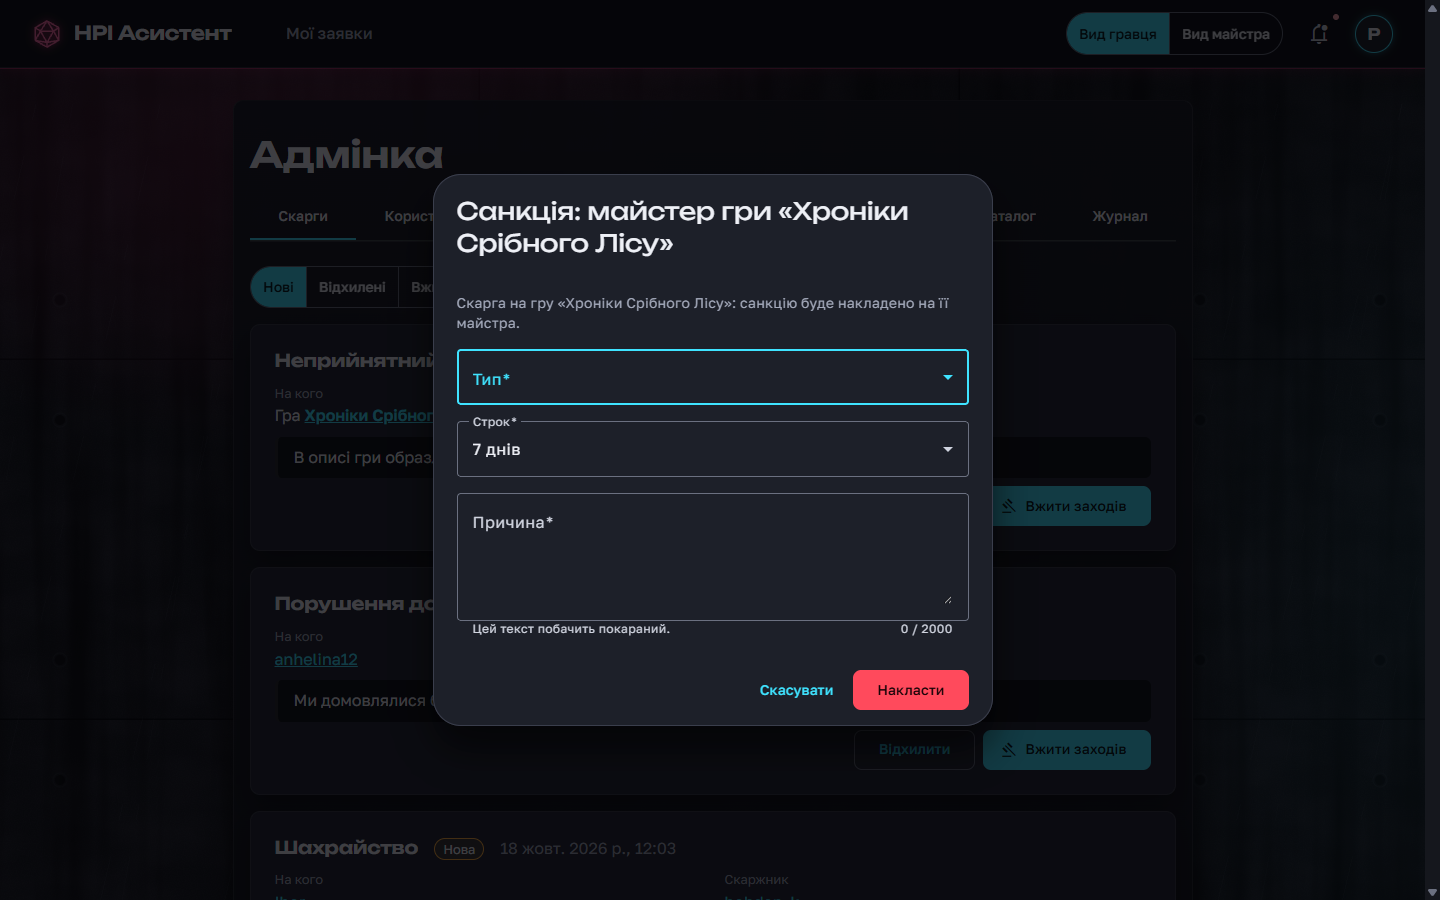 НРІ Асистент
Мої заявки
Вид гравця
Вид майстра
P
Адмінка
Скарги
Корист
аталог
Журнал
Нові
Відхилені
Вжи
Неприйнятний
На кого
Гра Хроніки Срібног
В описі гри образ
Вжити заходів
Санкція: майстер гри «Хроніки
Срібного Лісу»
Скарга на гру «Хроніки Срібного Лісу»: санкцію буде накладено на її
майстра.
Тип*
Строк*
7 днів
Причина*
Цей текст побачить покараний.
0 / 2000
Скасувати
Накласти
Порушення до
На кого
anhelina12
Ми домовлялися
Відхилити
Вжити заходів
Шахрайство
Нова
18 жовт. 2026 р., 12:03
На кого
Скаржник